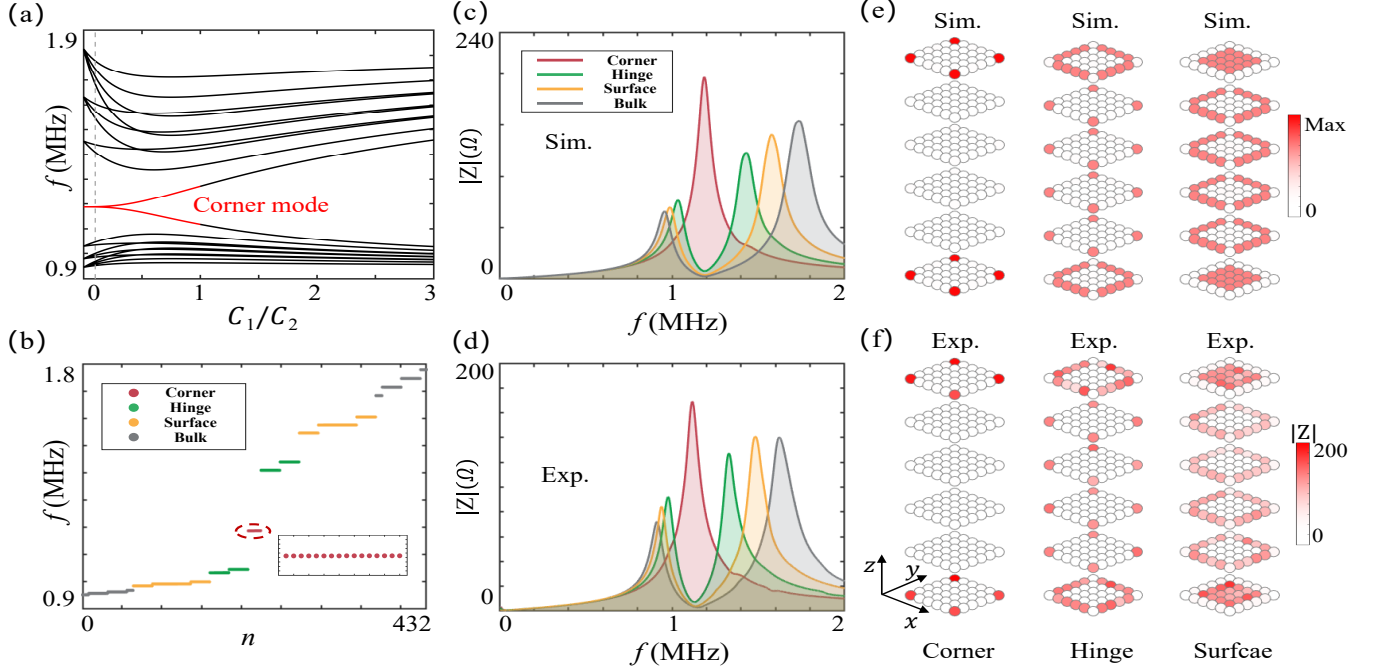 (a)
1.9
f (MHz)
0.9
Corner mode
0 1 2 3
C₁/C₂
(b)
1.8
f (MHz)
0.9
Corner
Hinge
Surface
Bulk
0 432
n
(c)
240
|Z|(Ω)
0
Corner
Hinge
Surface
Bulk
Sim.
0 1 2
f (MHz)
(d)
200
|Z|(Ω)
0
Exp.
0 1 2
f (MHz)
(e)
Sim. Sim. Sim.
Max
0
(f)
Exp. Exp. Exp.
|Z|
200
0
z
y
x
Corner Hinge Surfcae